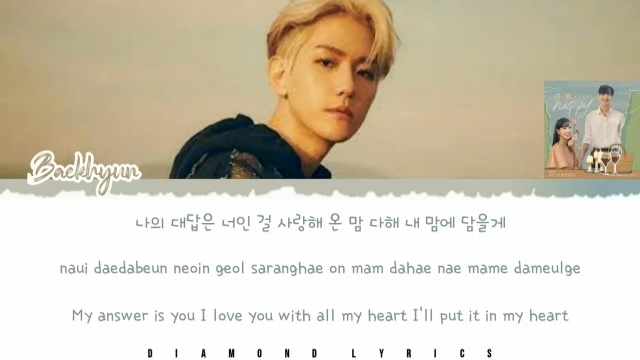 happy
Baekhyun
나의 대답은 너인 걸 사랑해 온 맘 다해 내 맘에 담을게
naui daedabeun neoin geol saranghae on mam dahae nae mame dameulge
My answer is you I love you with all my heart I'll put it in my heart
DIAMOND LYRICS